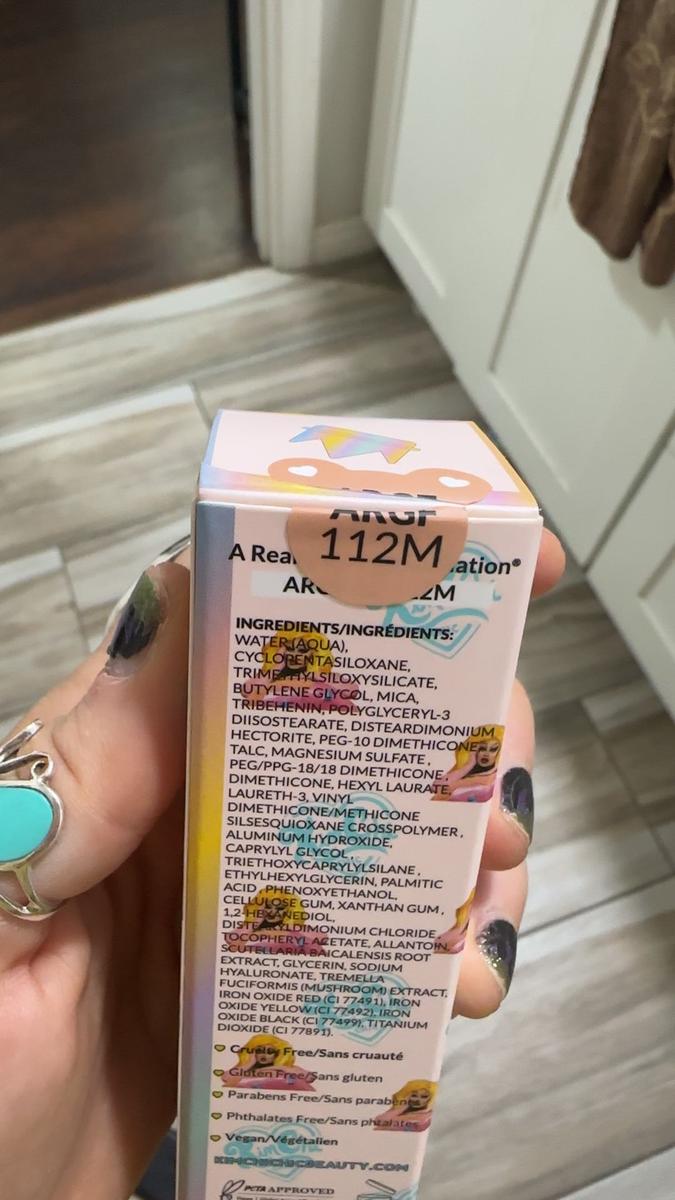 ARGF
112M
A Rea ation®
AR 2M
INGREDIENTS/INGRÉDIENTS:
WATER (AQUA),
CYCLOPENTASILOXANE,
TRIMETHYLSILOXYSILICATE,
BUTYLENE GLYCOL, MICA,
TRIBEHENIN, POLYGLYCERYL-3
DIISOSTEARATE, DISTEARDIMONIUM
HECTORITE, PEG-10 DIMETHICONE,
TALC, MAGNESIUM SULFATE,
PEG/PPG-18/18 DIMETHICONE,
DIMETHICONE, HEXYL LAURATE,
LAURETH-3, VINYL
DIMETHICONE/METHICONE
SILSESQUIOXANE CROSSPOLYMER,
ALUMINUM HYDROXIDE,
CAPRYLYL GLYCOL,
TRIETHOXYCAPRYLYLSILANE,
ETHYLHEXYLGLYCERIN, PALMITIC
ACID, PHENOXYETHANOL,
CELLULOSE GUM, XANTHAN GUM,
1,2-HEXANEDIOL,
DISTEARYLDIMONIUM CHLORIDE,
TOCOPHERYL ACETATE, ALLANTOIN,
SCUTELLARIA BAICALENSIS ROOT
EXTRACT, GLYCERIN, SODIUM
HYALURONATE, TREMELLA
FUCIFORMIS (MUSHROOM) EXTRACT,
IRON OXIDE RED (CI 77491), IRON
OXIDE YELLOW (CI 77492), IRON
OXIDE BLACK (CI 77499), TITANIUM
DIOXIDE (CI 77891).
Cruelty Free/Sans cruauté
Gluten Free/Sans gluten
Parabens Free/Sans paraben
Phthalates Free/Sans phtalates
Vegan/Végétalien
KIMCHICHICBEAUTY.COM
PETA APPROVED